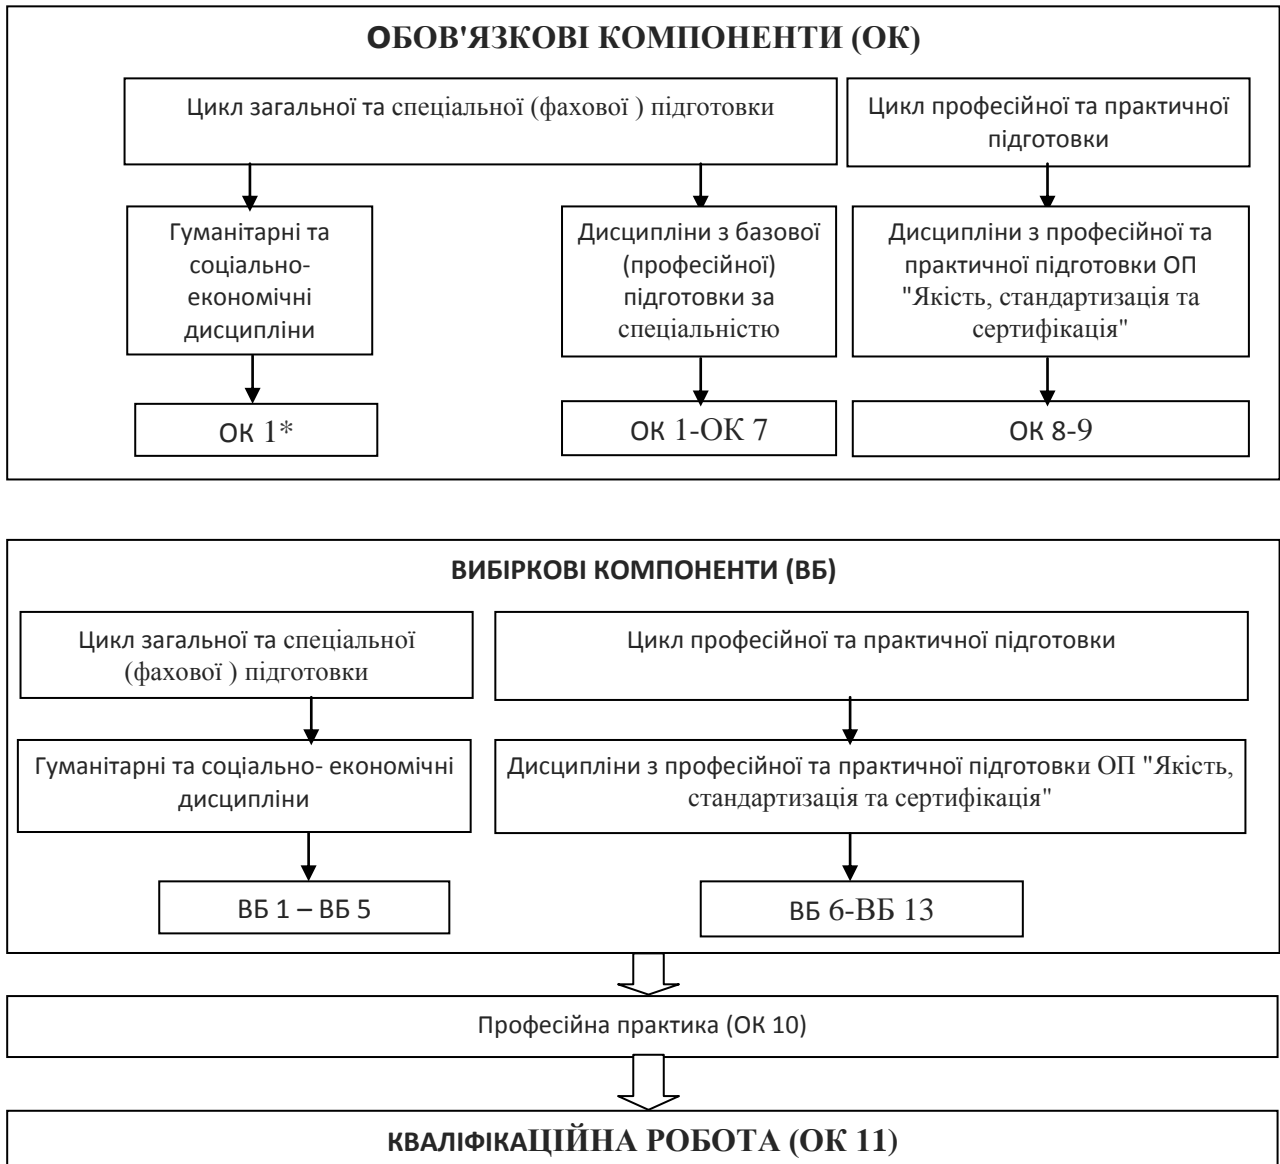 ОБОВ'ЯЗКОВІ КОМПОНЕНТИ (ОК)
Цикл загальної та спеціальної (фахової ) підготовки
Цикл професійної та практичної
підготовки
Гуманітарні та
соціально-
економічні
дисципліни
Дисципліни з базової
(професійної)
підготовки за
спеціальністю
Дисципліни з професійної та
практичної підготовки ОП
"Якість, стандартизація та
сертифікація"
ОК 1*
ОК 1-ОК 7
ОК 8-9
ВИБІРКОВІ КОМПОНЕНТИ (ВБ)
Цикл загальної та спеціальної
(фахової ) підготовки
Цикл професійної та практичної підготовки
Гуманітарні та соціально- економічні
дисципліни
Дисципліни з професійної та практичної підготовки ОП "Якість,
стандартизація та сертифікація"
ВБ 1 – ВБ 5
ВБ 6-ВБ 13
Професійна практика (ОК 10)
КВАЛІФІКАЦІЙНА РОБОТА (ОК 11)